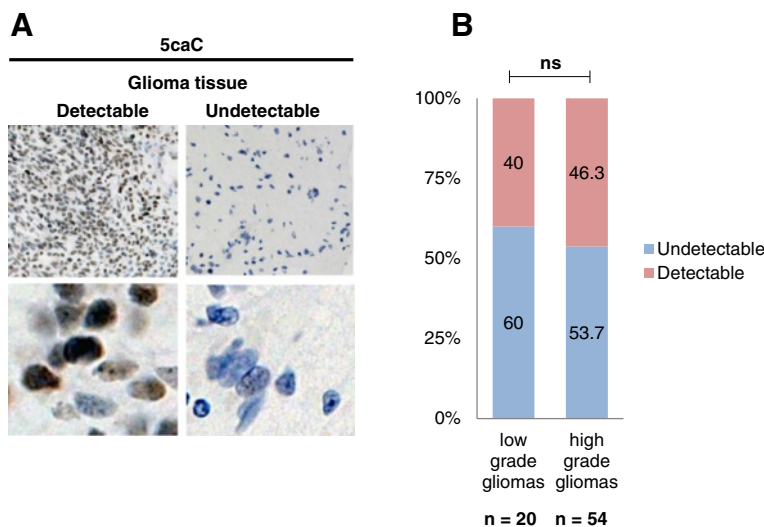 A
5caC
Glioma tissue
Detectable
Undetectable
B
ns
100%
75%
50%
25%
0%
40
46.3
60
53.7
Undetectable
Detectable
low
grade
gliomas
high
grade
gliomas
n = 20
n = 54